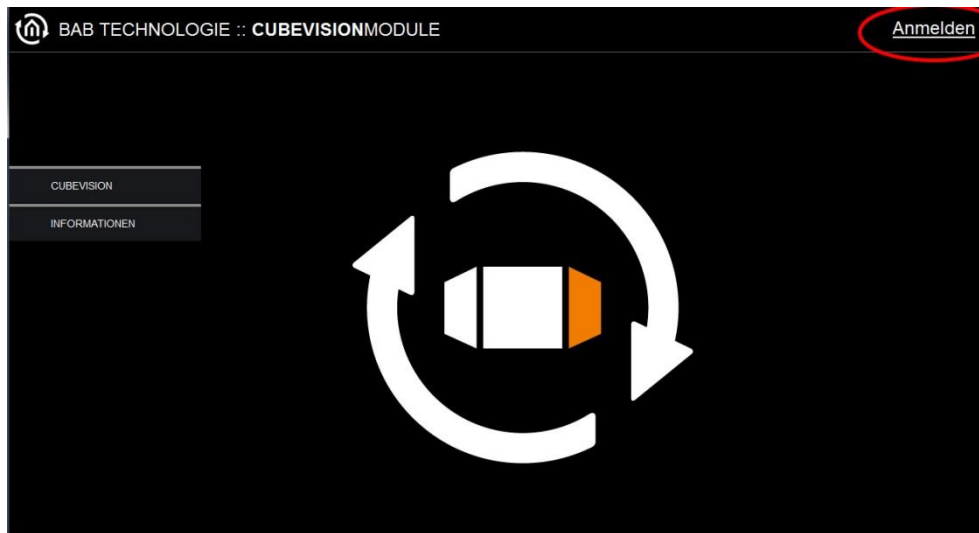 BAB TECHNOLOGIE :: CUBEVISIONMODULE
Anmelden
CUBEVISION
INFORMATIONEN